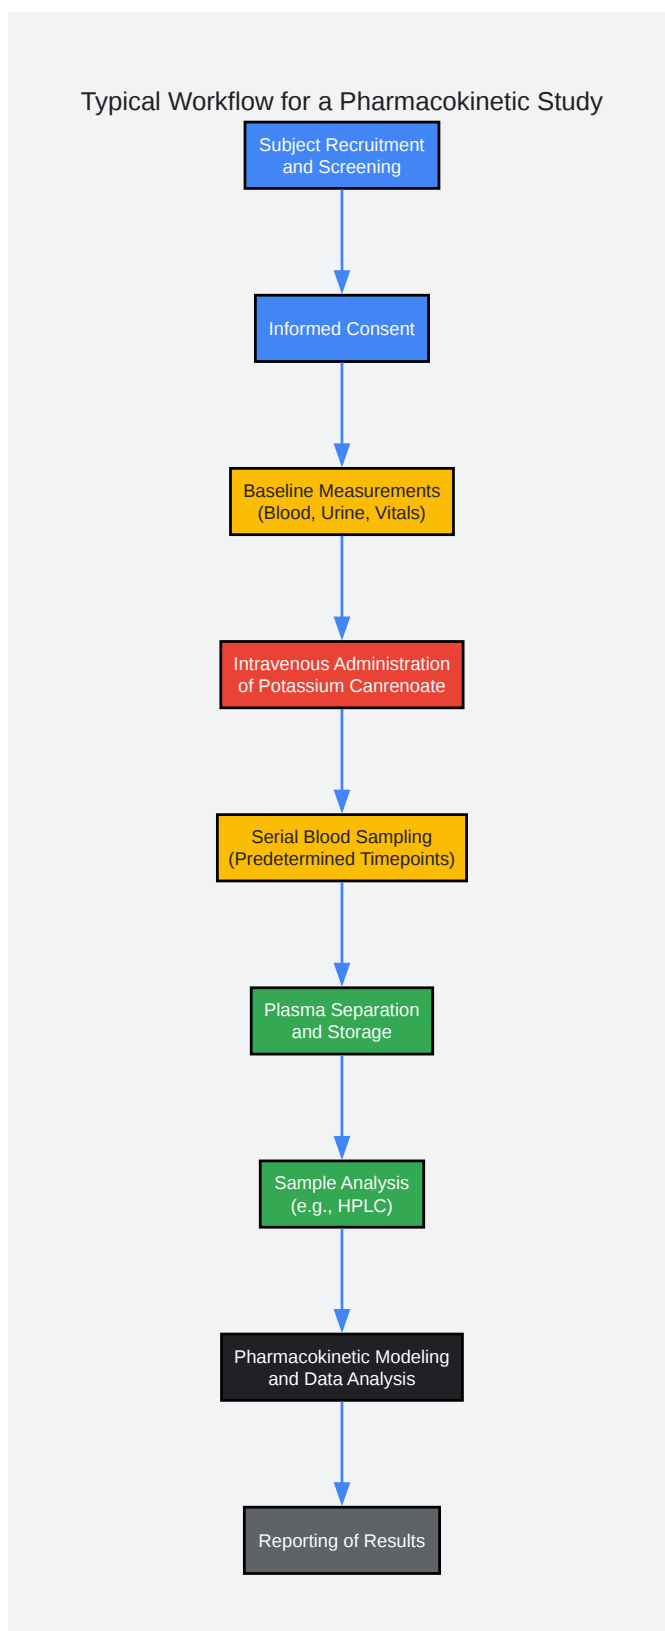 Typical Workflow for a Pharmacokinetic Study
Subject Recruitment
and Screening
Informed Consent
Baseline Measurements
(Blood, Urine, Vitals)
Intravenous Administration
of Potassium Canrenoate
Serial Blood Sampling
(Predetermined Timepoints)
Plasma Separation
and Storage
Sample Analysis
(e.g., HPLC)
Pharmacokinetic Modeling
and Data Analysis
Reporting of Results